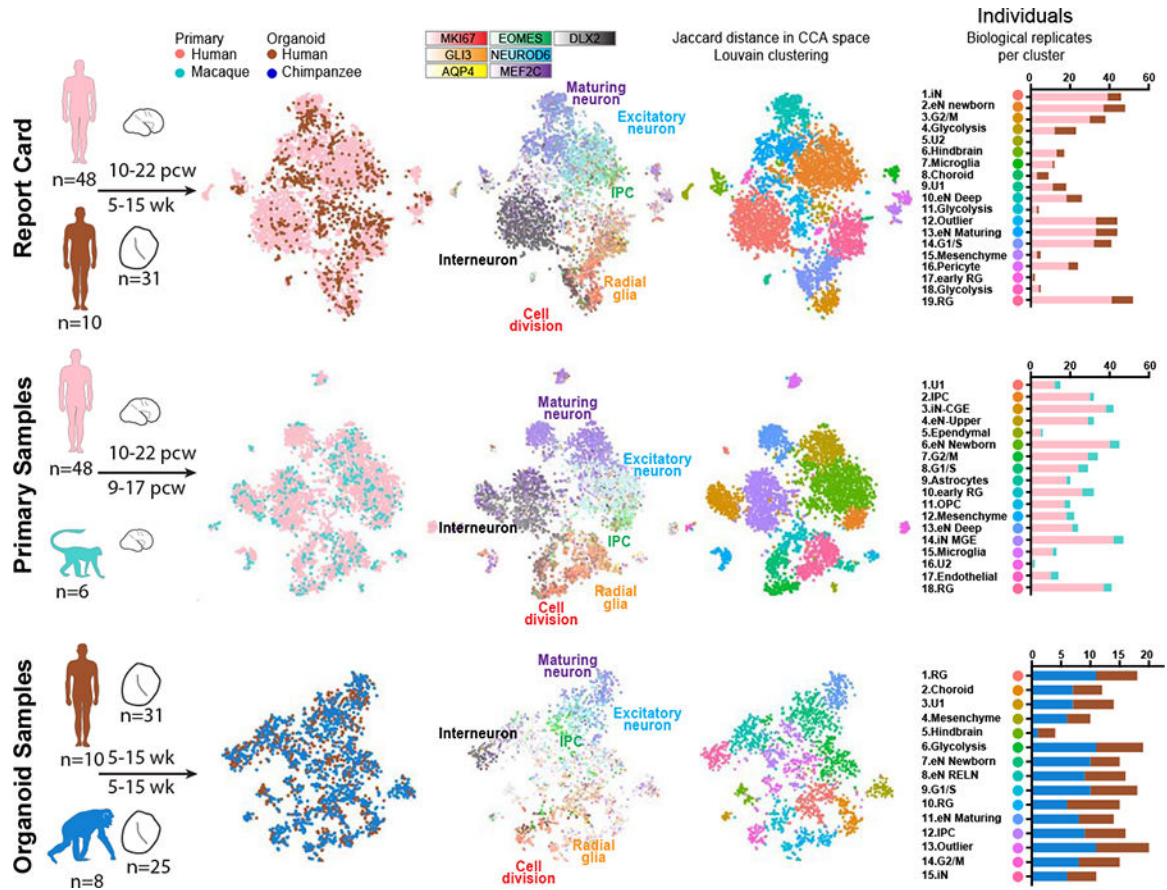 Primary
Human
Macaque
Organoid
Human
Chimpanzee
MKI67
EOMES
DLX2
GLI3
NEUROD6
AQP4
MEF2C
Jaccard distance in CCA space
Louvain clustering
Individuals
Biological replicates
per cluster
Report Card
n=48
10-22 pcw
5-15 wk
n=31
n=10
Maturing
neuron
Excitatory
neuron
IPC
Interneuron
Radial
glia
Cell
division
0 20 40 60
1.iN
2.eN newborn
3.G2/M
4.Glycolysis
5.U2
6.Hindbrain
7.Microglia
8.Choroid
9.U1
10.eN Deep
11.Glycolysis
12.Outlier
13.eN Maturing
14.G1/S
15.Mesenchyme
16.Pericyte
17.early RG
18.Glycolysis
19.RG
Primary Samples
n=48
10-22 pcw
9-17 pcw
n=6
Maturing
neuron
Excitatory
neuron
Interneuron
IPC
Radial
glia
Cell
division
0 20 40 60
1.U1
2.IPC
3.iN-CGE
4.eN-Upper
5.Ependymal
6.eN Newborn
7.G2/M
8.G1/S
9.Astrocytes
10.early RG
11.OPC
12.Mesenchyme
13.eN Deep
14.iN MGE
15.Microglia
16.U2
17.Endothelial
18.RG
Organoid Samples
n=31
n=10
5-15 wk
5-15 wk
n=25
n=8
Maturing
neuron
Excitatory
neuron
Interneuron
IPC
Radial
glia
Cell
division
0 5 10 15 20
1.RG
2.Choroid
3.U1
4.Mesenchyme
5.Hindbrain
6.Glycolysis
7.eN Newborn
8.eN RELN
9.G1/S
10.RG
11.eN Maturing
12.IPC
13.Outlier
14.G2/M
15.iN